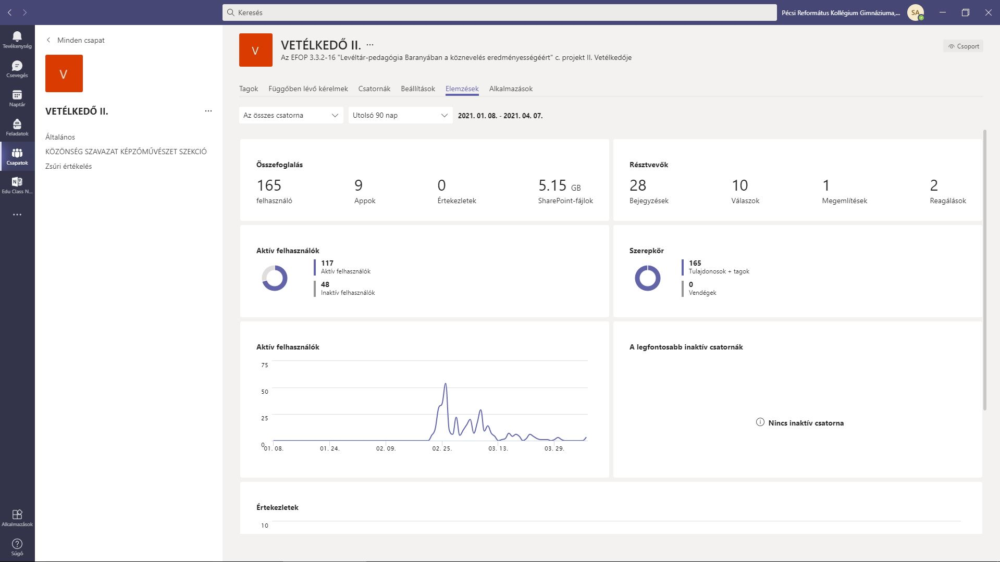 Keresés
Pécsi Református Kollégium Gimnáziuma,...
SA
Tevékenység
Csevegés
Naptár
Feladatok
Csapatok
Edu Class N...
Alkalmazások
Súgó
Minden csapat
V
VETÉLKEDŐ II.
Általános
KÖZÖNSÉG SZAVAZAT KÉPZŐMŰVÉSZET SZEKCIÓ
Zsűri értékelés
V
VETÉLKEDŐ II. ...
Az EFOP 3.3.2-16 "Levéltár-pedagógia Baranyában a köznevelés eredményességéért" c. projekt II. Vetélkedője
Csoport
Tagok Függőben lévő kérelmek Csatornák Beállítások Elemzések Alkalmazások
Az összes csatorna Utolsó 90 nap 2021. 01. 08. - 2021. 04. 07.
Összefoglalás
165 9 0 5.15 GB
felhasználó Appok Értekezletek SharePoint-fájlok
Résztvevők
28 10 1 2
Bejegyzések Válaszok Megemlítések Reagálások
Aktív felhasználók
117
Aktív felhasználók
48
Inaktív felhasználók
Szerepkör
165
Tulajdonosok + tagok
0
Vendégek
Aktív felhasználók
75
50
25
0
01. 08. 01. 24. 02. 09. 02. 25. 03. 13. 03. 29.
A legfontosabb inaktív csatornák
Nincs inaktív csatorna
Értekezletek
10